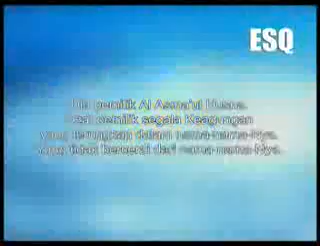 ESQ
Dia pemilik Al Asma'ul Husna.
Dan pemilik segala Keagungan
yang terungkap dalam nama-nama-Nya.
yang tidak bercerai dari nama-nama-Nya.